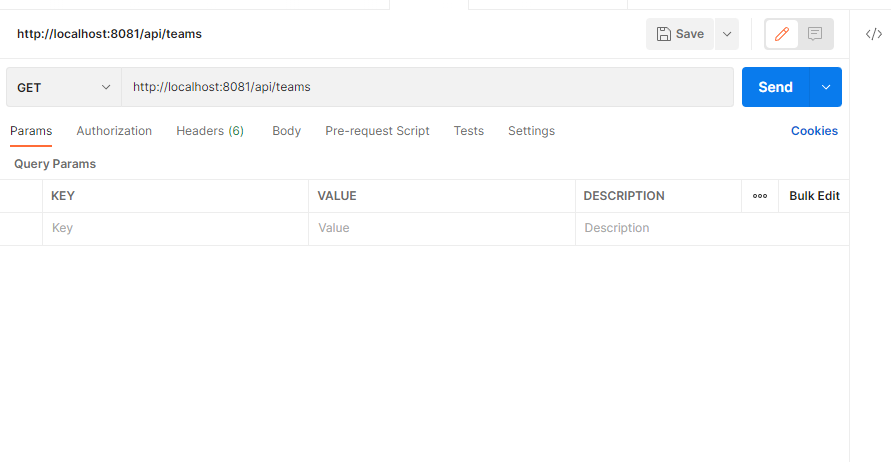 http://localhost:8081/api/teams Save
GET http://localhost:8081/api/teams Send
Params Authorization Headers (6) Body Pre-request Script Tests Settings Cookies
Query Params
KEY VALUE DESCRIPTION Bulk Edit
Key Value Description